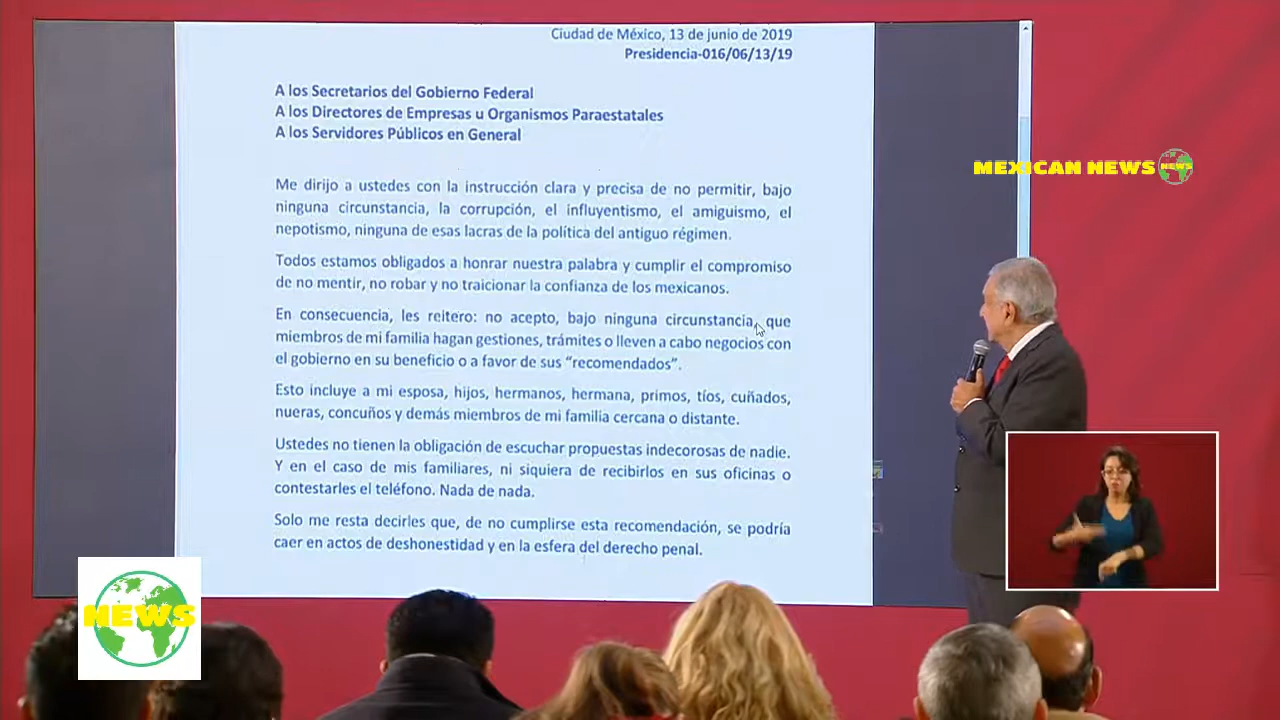 Ciudad de México, 13 de junio de 2019
Presidencia-016/06/13/19
A los Secretarios del Gobierno Federal
A los Directores de Empresas u Organismos Paraestatales
A los Servidores Públicos en General
Me dirijo a ustedes con la instrucción clara y precisa de no permitir, bajo
ninguna circunstancia, la corrupción, el influyentismo, el amiguismo, el
nepotismo, ninguna de esas lacras de la política del antiguo régimen.
Todos estamos obligados a honrar nuestra palabra y cumplir el compromiso
de no mentir, no robar y no traicionar la confianza de los mexicanos.
En consecuencia, les reitero: no acepto, bajo ninguna circunstancia, que
miembros de mi familia hagan gestiones, trámites o lleven a cabo negocios con
el gobierno en su beneficio o a favor de sus “recomendados”.
Esto incluye a mi esposa, hijos, hermanos, hermana, primos, tíos, cuñados,
nueras, concuños y demás miembros de mi familia cercana o distante.
Ustedes no tienen la obligación de escuchar propuestas indecorosas de nadie.
Y en el caso de mis familiares, ni siquiera de recibirlos en sus oficinas o
contestarles el teléfono. Nada de nada.
Solo me resta decirles que, de no cumplirse esta recomendación, se podría
caer en actos de deshonestidad y en la esfera del derecho penal.
MEXICAN NEWS
NEWS
NEWS